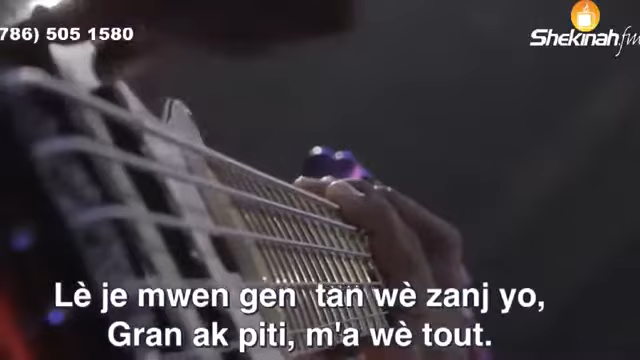 786) 505 1580
Shekinah.fm
Lè je mwen gen tan wè zanj yo,
Gran ak piti, m'a wè tout.